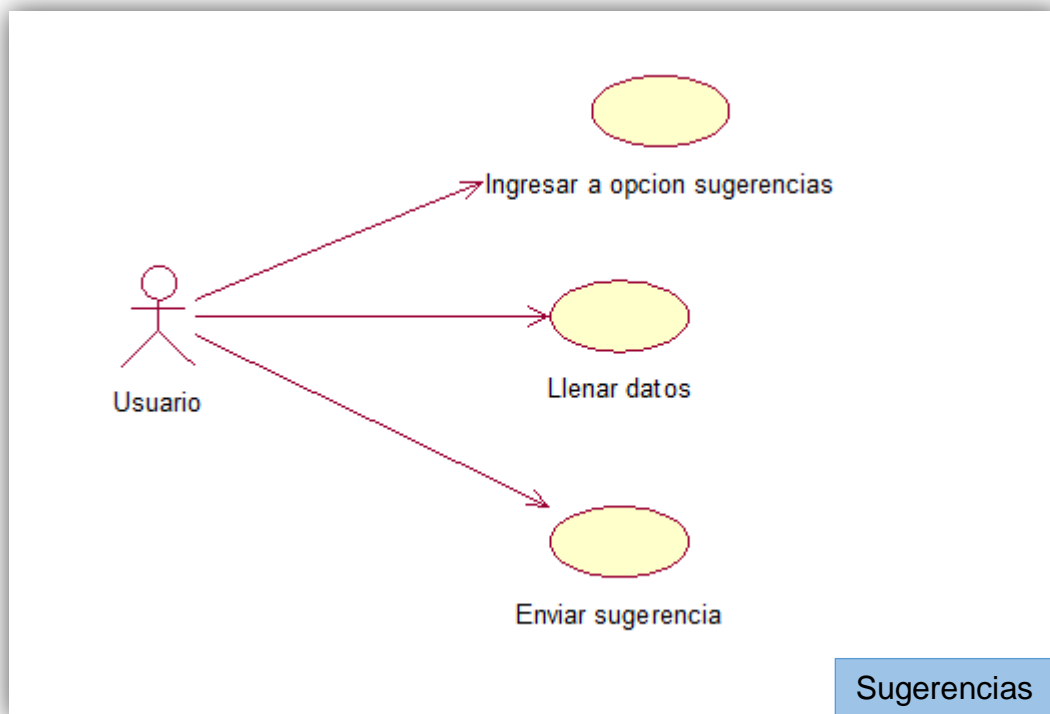 Ingresar a opcion sugerencias
Llenar datos
Usuario
Enviar sugerencia
Sugerencias